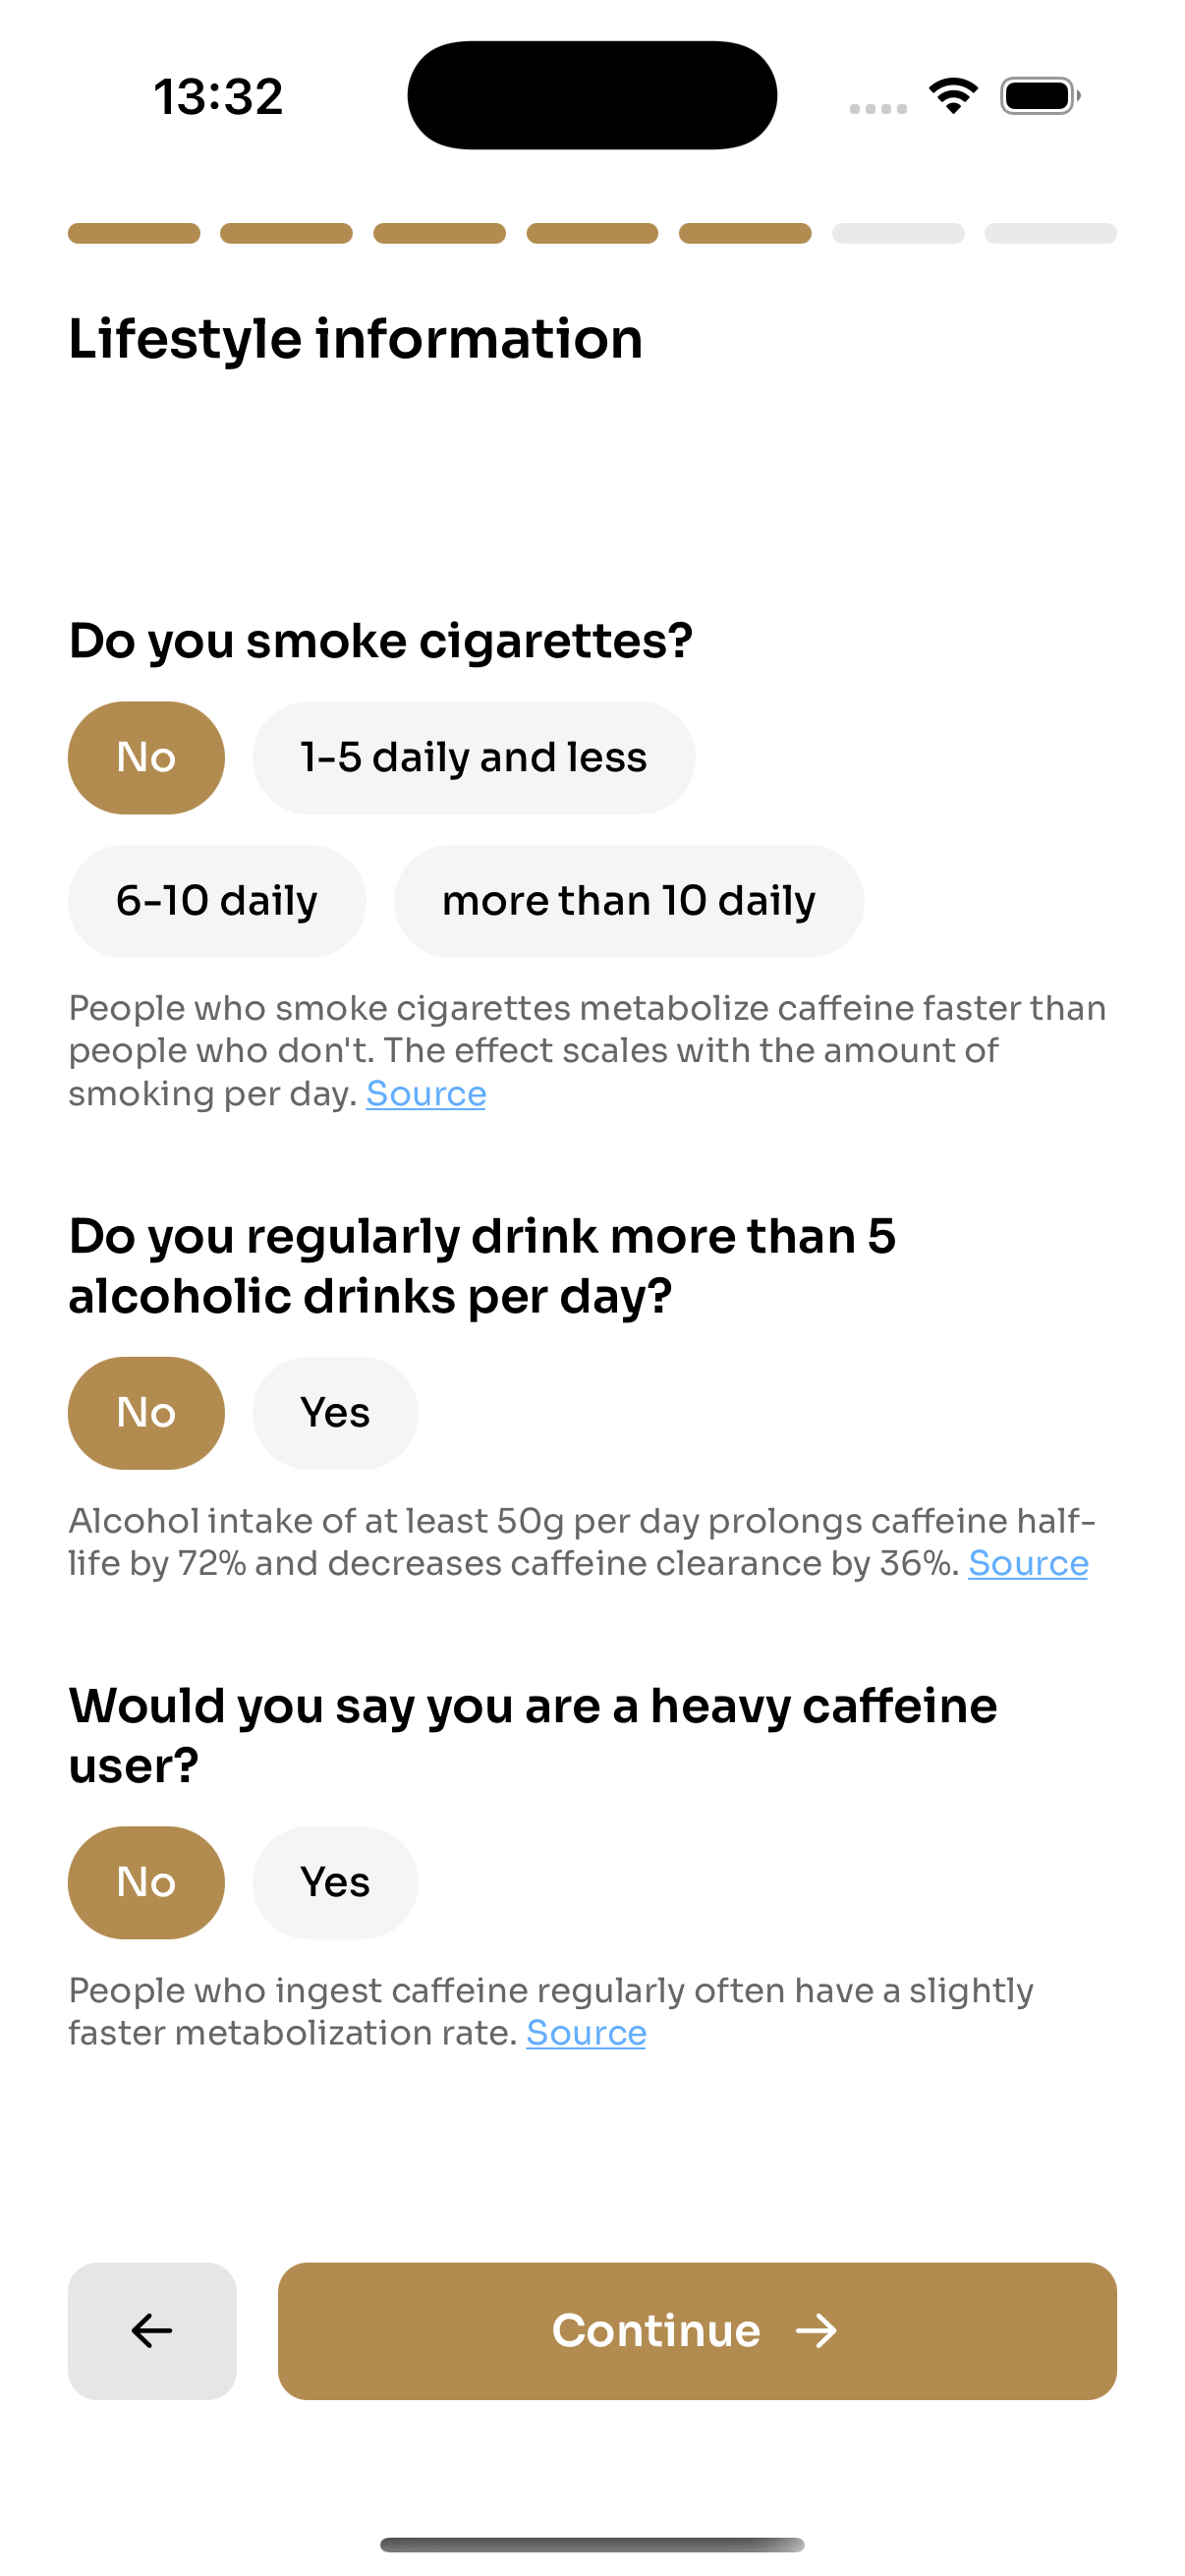 13:32
Lifestyle information
Do you smoke cigarettes?
No
1-5 daily and less
6-10 daily
more than 10 daily
People who smoke cigarettes metabolize caffeine faster than
people who don't. The effect scales with the amount of
smoking per day. Source
Do you regularly drink more than 5
alcoholic drinks per day?
No
Yes
Alcohol intake of at least 50g per day prolongs caffeine half-
life by 72% and decreases caffeine clearance by 36%. Source
Would you say you are a heavy caffeine
user?
No
Yes
People who ingest caffeine regularly often have a slightly
faster metabolization rate. Source
Continue